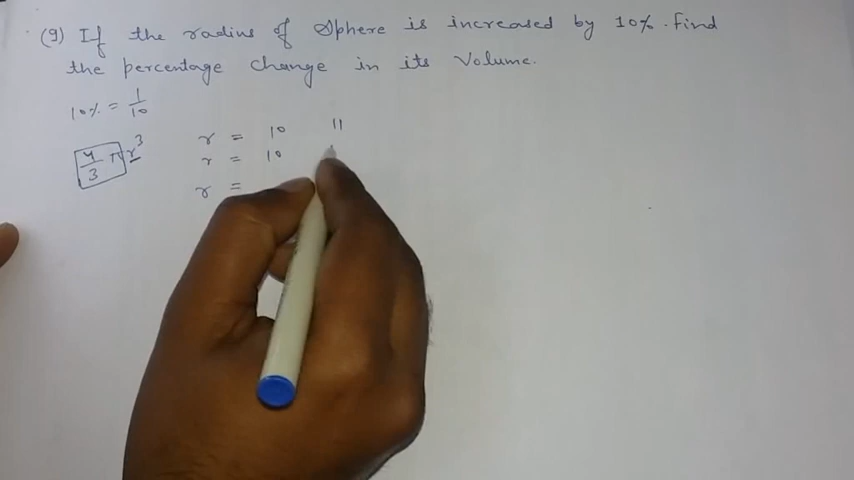 (9) If the radius of Sphere is increased by 10%. Find
the percentage change in its Volume.
10% = 1/10
4/3 πr³
r = 10 11
r = 10
r =